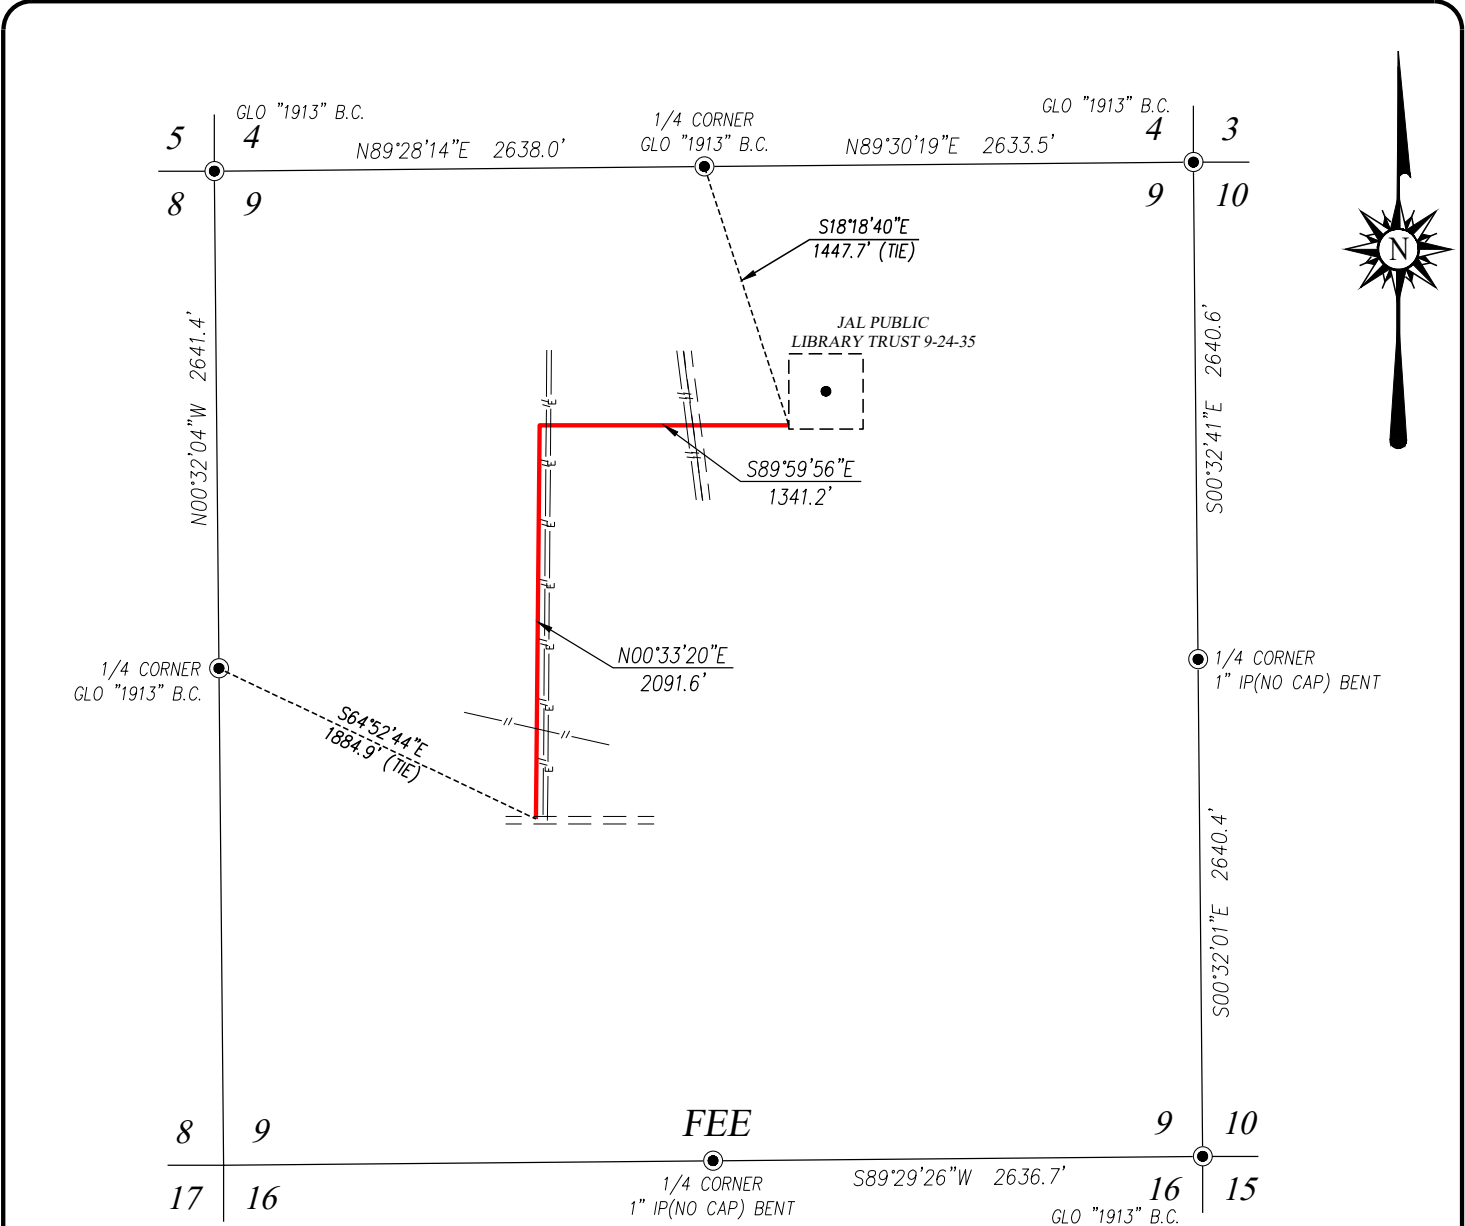 GLO "1913" B.C.
5 4
N89°28'14"E 2638.0'
1/4 CORNER
GLO "1913" B.C.
N89°30'19"E 2633.5'
GLO "1913" B.C.
4 3
8 9
9 10
S18°18'40"E
1447.7' (TIE)
N
JAL PUBLIC
LIBRARY TRUST 9-24-35
N00°32'04"W 2641.4'
S00°32'41"E 2640.6'
E
S89°59'56"E
1341.2'
E
E
E
N00°33'20"E
2091.6'
E
1/4 CORNER
GLO "1913" B.C.
1/4 CORNER
1" IP(NO CAP) BENT
S64°52'44"E
1884.9' (TIE)
E
E
S00°32'01"E 2640.4'
8 9
FEE
9 10
17 16
1/4 CORNER
1" IP(NO CAP) BENT
S89°29'26"W 2636.7'
16 15
GLO "1913" B.C.